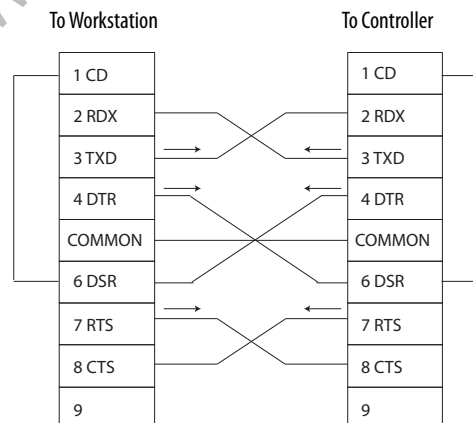 To Workstation
To Controller
1 CD
1 CD
2 RDX
2 RDX
3 TXD
3 TXD
4 DTR
4 DTR
COMMON
COMMON
6 DSR
6 DSR
7 RTS
7 RTS
8 CTS
8 CTS
9
9